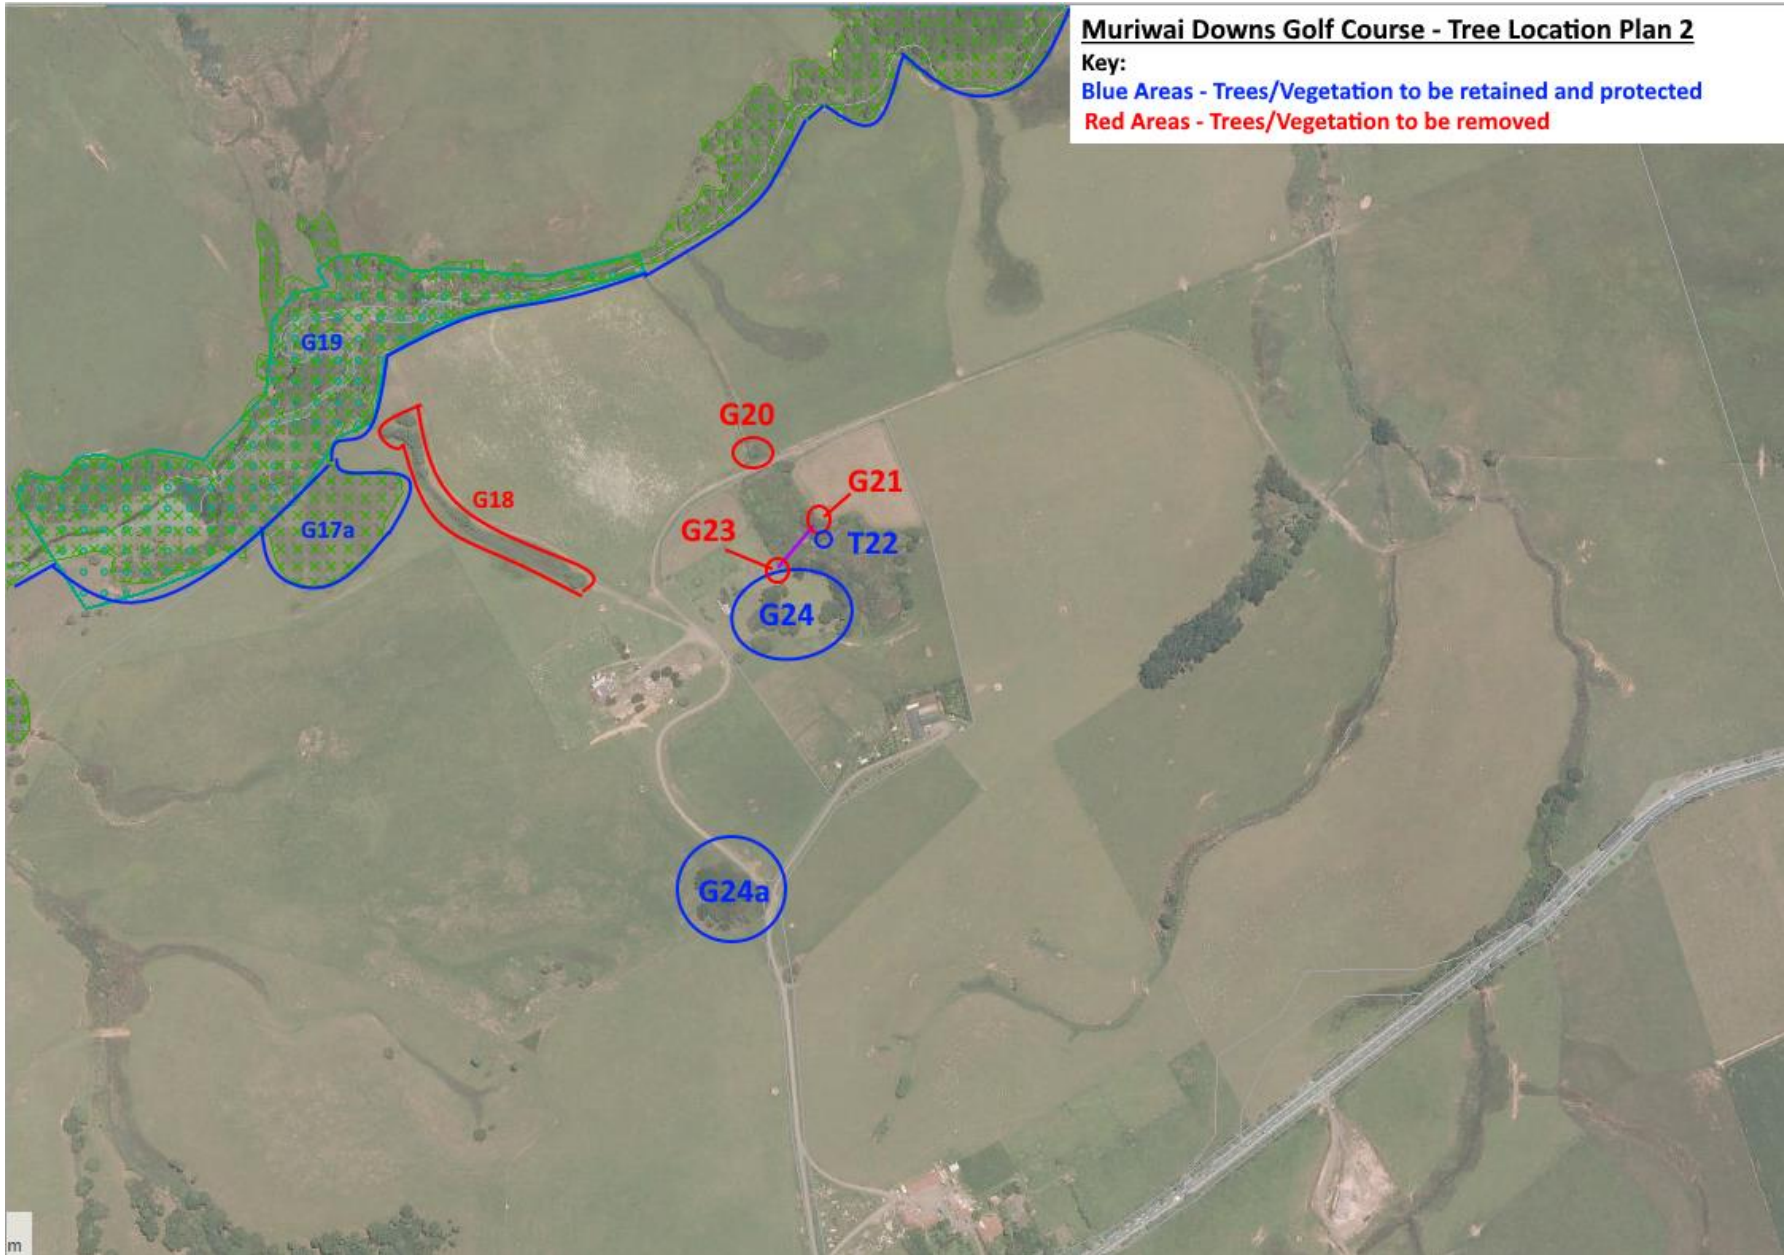 Muriwai Downs Golf Course - Tree Location Plan 2
Key:
Blue Areas - Trees/Vegetation to be retained and protected
Red Areas - Trees/Vegetation to be removed
G19
G20
G21
G18
G17a
G23
T22
G24
G24a
m